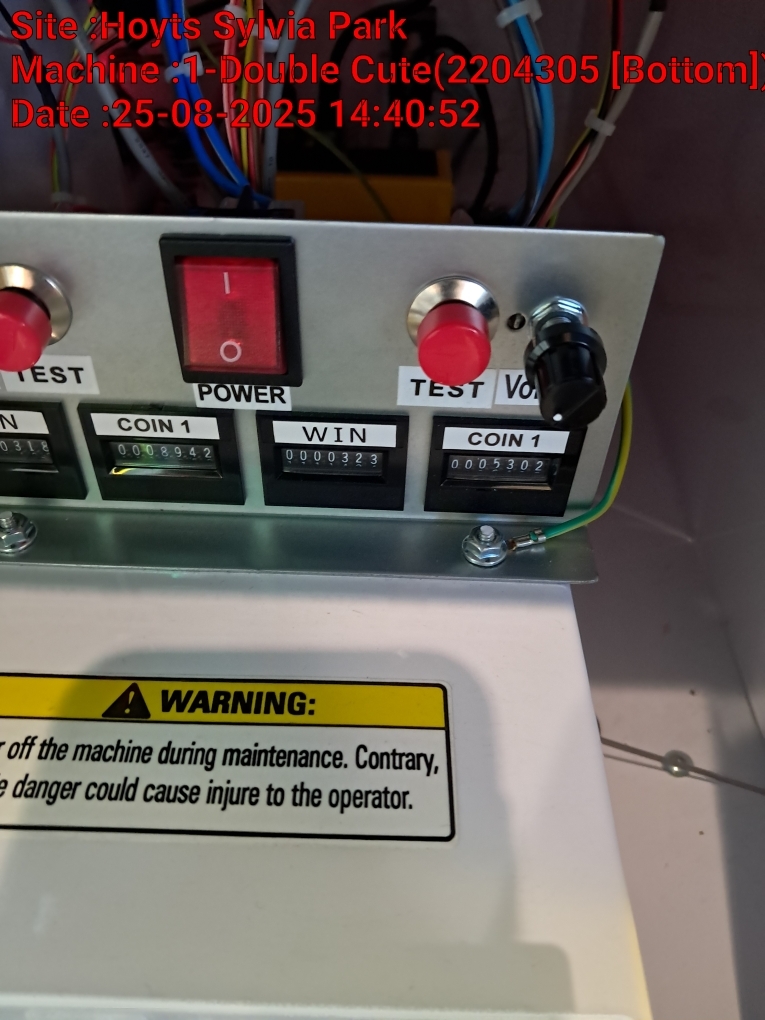 Site :Hoyts Sylvia Park
Machine :1-Double Cute(2204305 [Bottom])
Date :25-08-2025 14:40:52
I
O
TEST
POWER
TEST
Vol
N
COIN 1
WIN
COIN 1
0318
0008942
0000323
0005302
WARNING:
r off the machine during maintenance. Contrary,
e danger could cause injure to the operator.